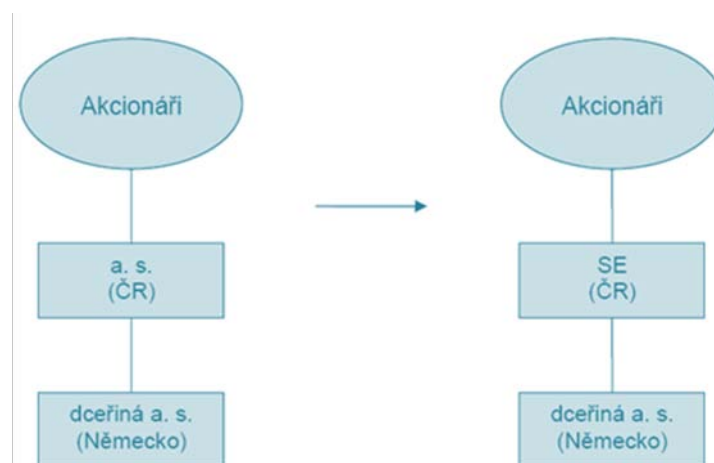 Akcionáři
a. s.
(ČR)
dceřiná a. s.
(Německo)
Akcionáři
SE
(ČR)
dceřiná a. s.
(Německo)